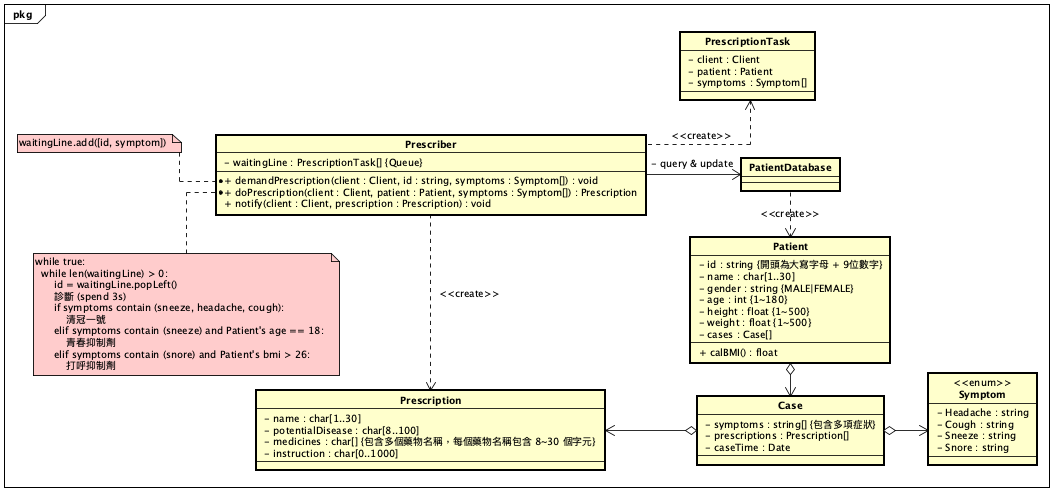 pkg
PrescriptionTask
– client : Client
– patient : Patient
– symptoms : Symptom[]
<<create>>
waitingLine.add([id, symptom])
Prescriber
– waitingLine : PrescriptionTask[] {Queue}
+ demandPrescription(client : Client, id : string, symptoms : Symptom[]) : void
+ doPrescription(client : Client, patient : Patient, symptoms : Symptom[]) : Prescription
+ notify(client : Client, prescription : Prescription) : void
– query & update
PatientDatabase
<<create>>
Patient
– id : string {開頭為大寫字母 + 9位數字}
– name : char[1..30]
– gender : string {MALE|FEMALE}
– age : int {1~180}
– height : float {1~500}
– weight : float {1~500}
– cases : Case[]
+ calBMI() : float
while true:
while len(waitingLine) > 0:
id = waitingLine.popLeft()
診斷 (spend 3s)
if symptoms contain (sneeze, headache, cough):
清冠一號
elif symptoms contain (sneeze) and Patient's age == 18:
青春抑制劑
elif symptoms contain (snore) and Patient's bmi > 26:
打呼抑制劑
<<create>>
Prescription
– name : char[1..30]
– potentialDisease : char[8..100]
– medicines : char[] {包含多個藥物名稱，每個藥物名稱包含 8~30 個字元}
– instruction : char[0..1000]
Case
– symptoms : string[] {包含多項症狀}
– prescriptions : Prescription[]
– caseTime : Date
<<enum>>
Symptom
– Headache : string
– Cough : string
– Sneeze : string
– Snore : string